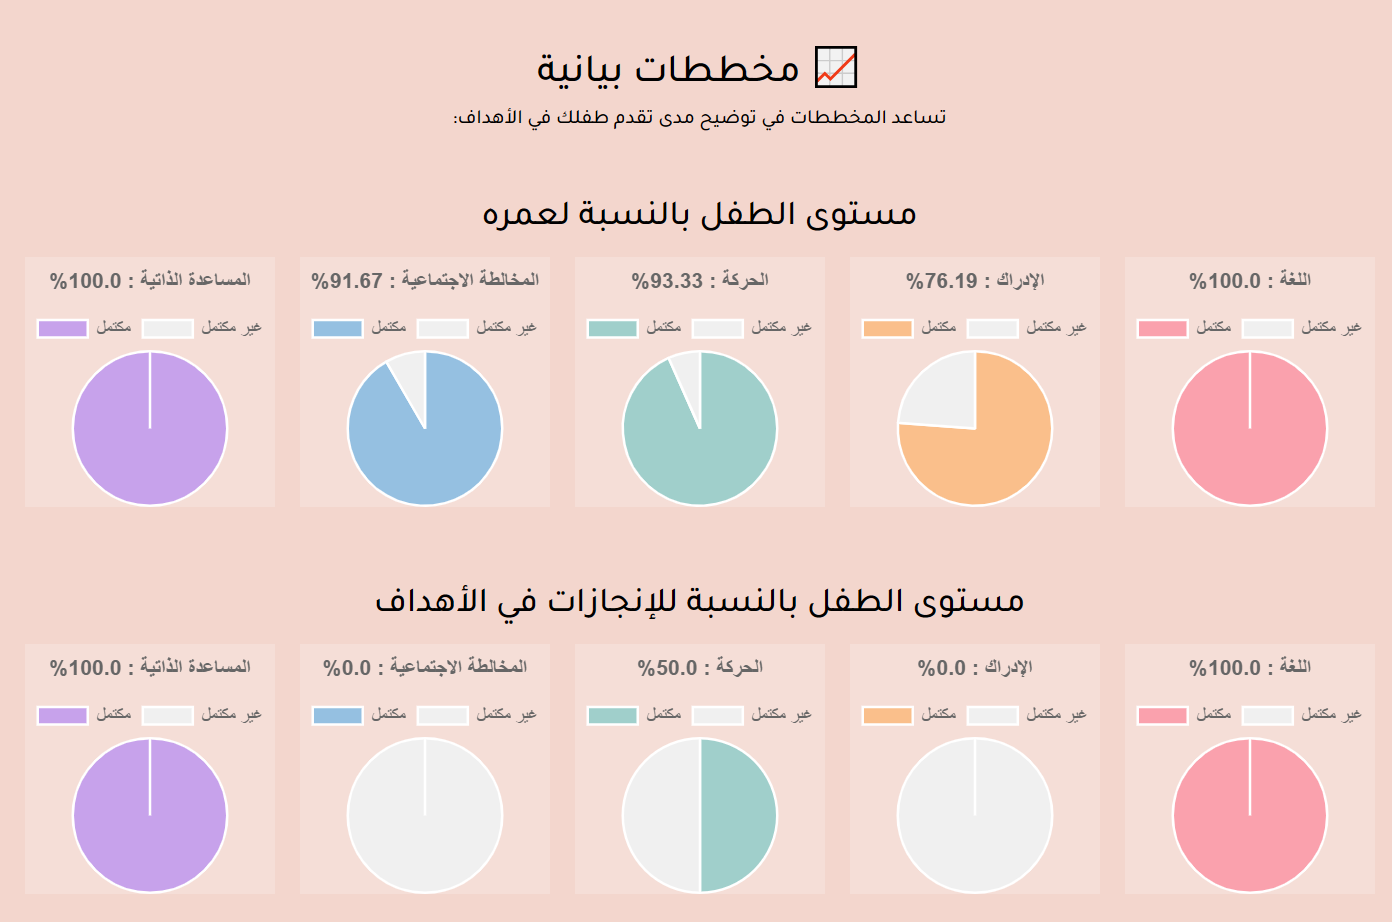 📈 مخططات بيانية
تساعد المخططات في توضيح مدى تقدم طفلك في الأهداف:
مستوى الطفل بالنسبة لعمره
اللغة : 100.0%
غير مكتمل مكتمل
الإدراك : 76.19%
غير مكتمل مكتمل
الحركة : 93.33%
غير مكتمل مكتمل
المخالطة الاجتماعية : 91.67%
غير مكتمل مكتمل
المساعدة الذاتية : 100.0%
غير مكتمل مكتمل
مستوى الطفل بالنسبة للإنجازات في الأهداف
اللغة : 100.0%
غير مكتمل مكتمل
الإدراك : 0.0%
غير مكتمل مكتمل
الحركة : 50.0%
غير مكتمل مكتمل
المخالطة الاجتماعية : 0.0%
غير مكتمل مكتمل
المساعدة الذاتية : 100.0%
غير مكتمل مكتمل